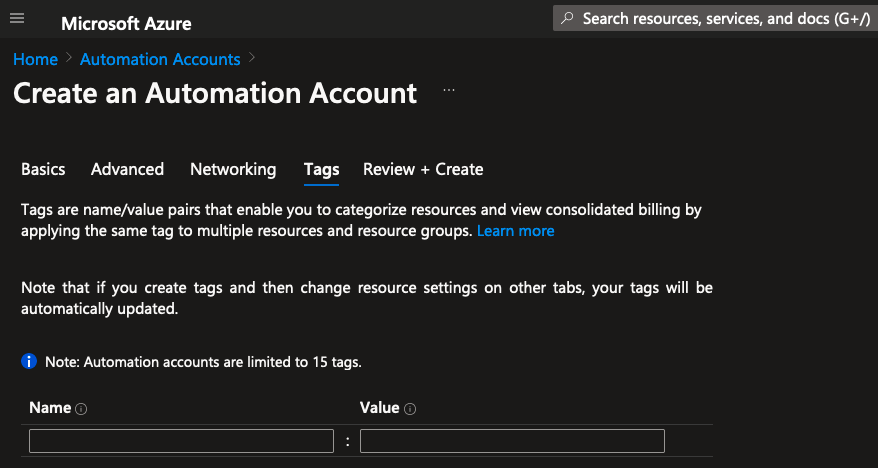 Microsoft Azure
Search resources, services, and docs (G+/)
Home > Automation Accounts >
Create an Automation Account ...
Basics Advanced Networking Tags Review + Create
Tags are name/value pairs that enable you to categorize resources and view consolidated billing by
applying the same tag to multiple resources and resource groups. Learn more
Note that if you create tags and then change resource settings on other tabs, your tags will be
automatically updated.
Note: Automation accounts are limited to 15 tags.
Name Value
: